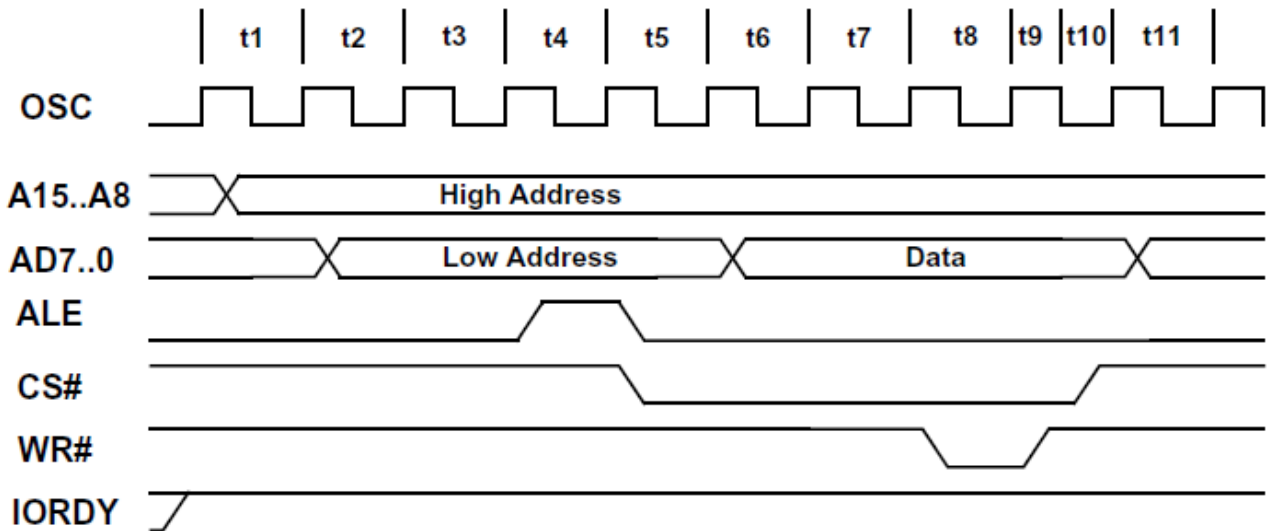 t1 t2 t3 t4 t5 t6 t7 t8 t9 t10 t11
OSC
A15..A8 High Address
AD7..0 Low Address Data
ALE
CS#
WR#
IORDY